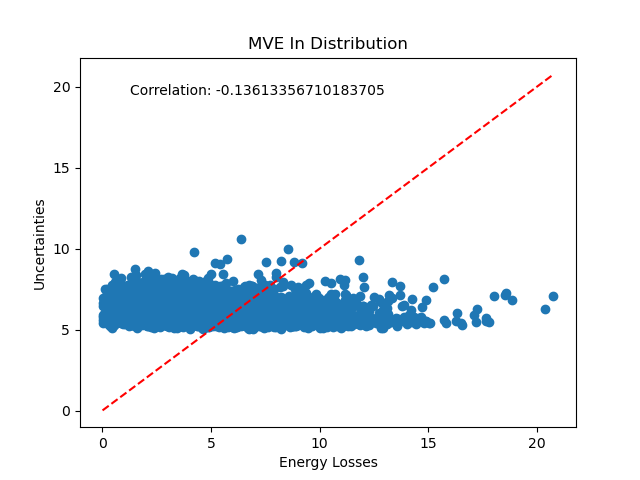 MVE In Distribution
Correlation: -0.13613356710183705
Uncertainties
20
15
10
5
0
0 5 10 15 20
Energy Losses